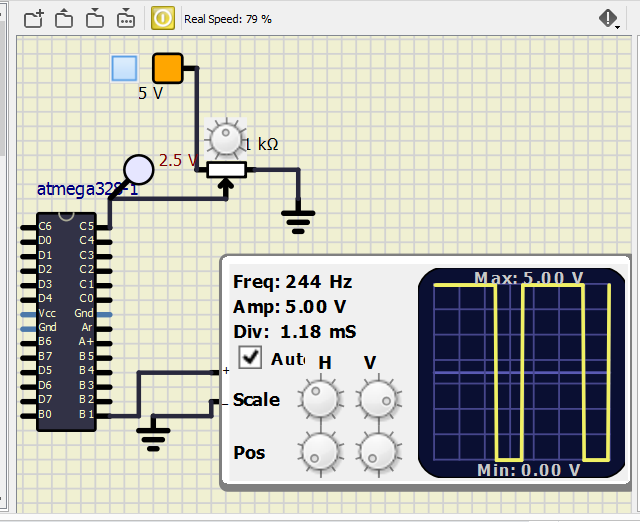 Real Speed: 79 %
5 V
1 kΩ
2.5 V
atmega328-1
C6 C5
D0 C4
D1 C3
D2 C2
D3 C1
D4 C0
Vcc Gnd
Gnd Ar
B6 A+
B7 B5
D5 B4
D6 B3
D7 B2
B0 B1
Freq: 244 Hz
Amp: 5.00 V
Div: 1.18 mS
Auto
H V
+
–
Scale
Pos
Max: 5.00 V
Min: 0.00 V